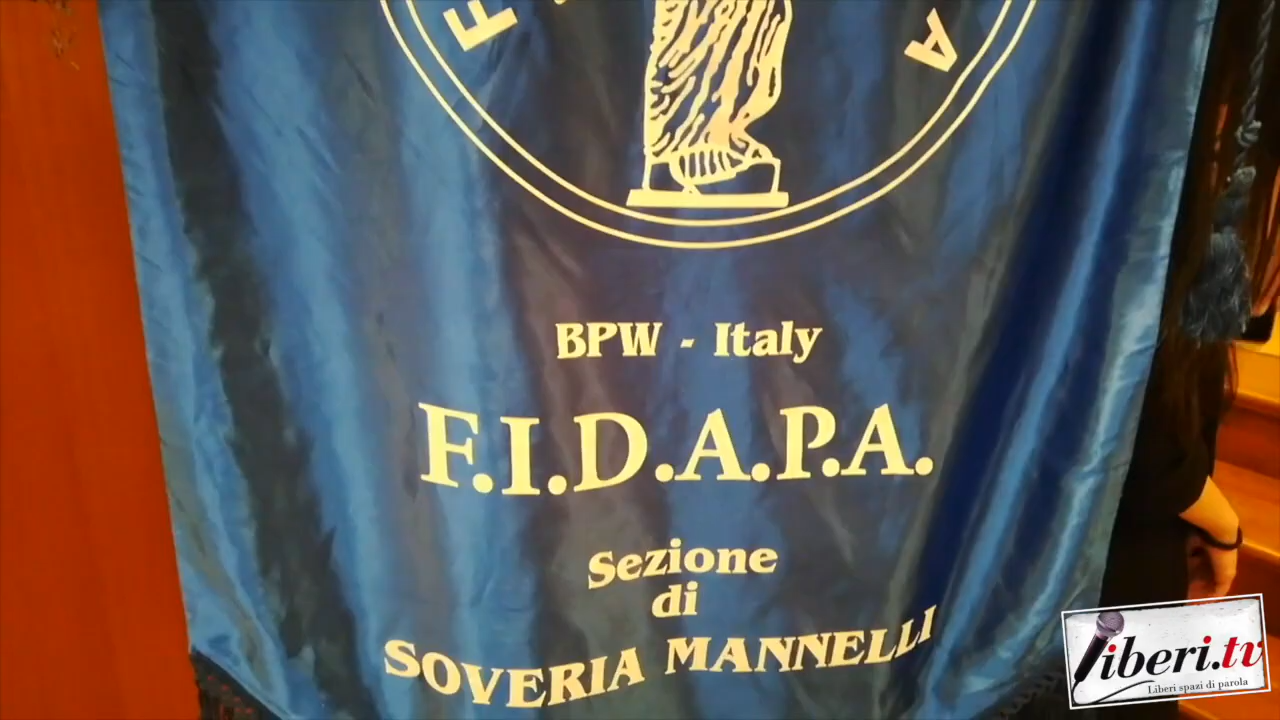 F
A
BPW - Italy
F.I.D.A.P.A.
Sezione
di
SOVERIA MANNELLI
Liberi.tv
Liberi spazi di parola